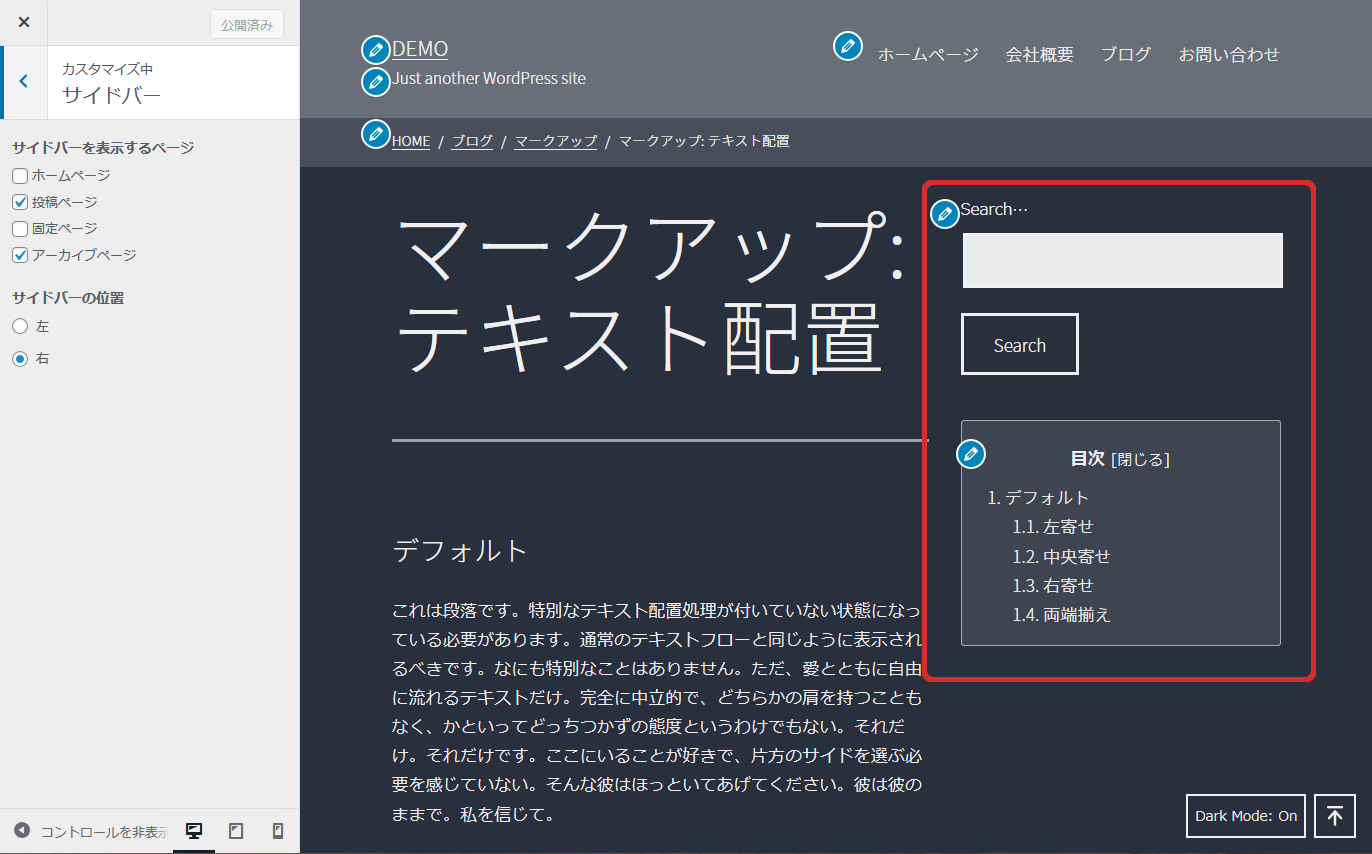 公開済み
カスタマイズ中
サイドバー
サイドバーを表示するページ
ホームページ
投稿ページ
固定ページ
アーカイブページ
サイドバーの位置
左
右
コントロールを非表示
DEMO
Just another WordPress site
ホームページ 会社概要 ブログ お問い合わせ
HOME / ブログ / マークアップ / マークアップ: テキスト配置
マークアップ:
テキスト配置
デフォルト
これは段落です。特別なテキスト配置処理が付いていない状態になっ
ている必要があります。通常のテキストフローと同じように表示され
るべきです。なにも特別なことはありません。ただ、愛とともに自由
に流れるテキストだけ。完全に中立的で、どちらかの肩を持つことも
なく、かといってどっちつかずの態度というわけでもない。それだ
け。それだけです。ここにいることが好きで、片方のサイドを選ぶ必
要を感じていない。そんな彼はほっといてあげてください。彼は彼の
ままで。私を信じて。
Search…
Search
目次 [閉じる]
1. デフォルト
1.1. 左寄せ
1.2. 中央寄せ
1.3. 右寄せ
1.4. 両端揃え
Dark Mode: On